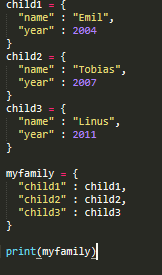 child1 = {
  "name" : "Emil",
  "year" : 2004
}
child2 = {
  "name" : "Tobias",
  "year" : 2007
}
child3 = {
  "name" : "Linus",
  "year" : 2011
}
myfamily = {
  "child1" : child1,
  "child2" : child2,
  "child3" : child3
}
print(myfamily)